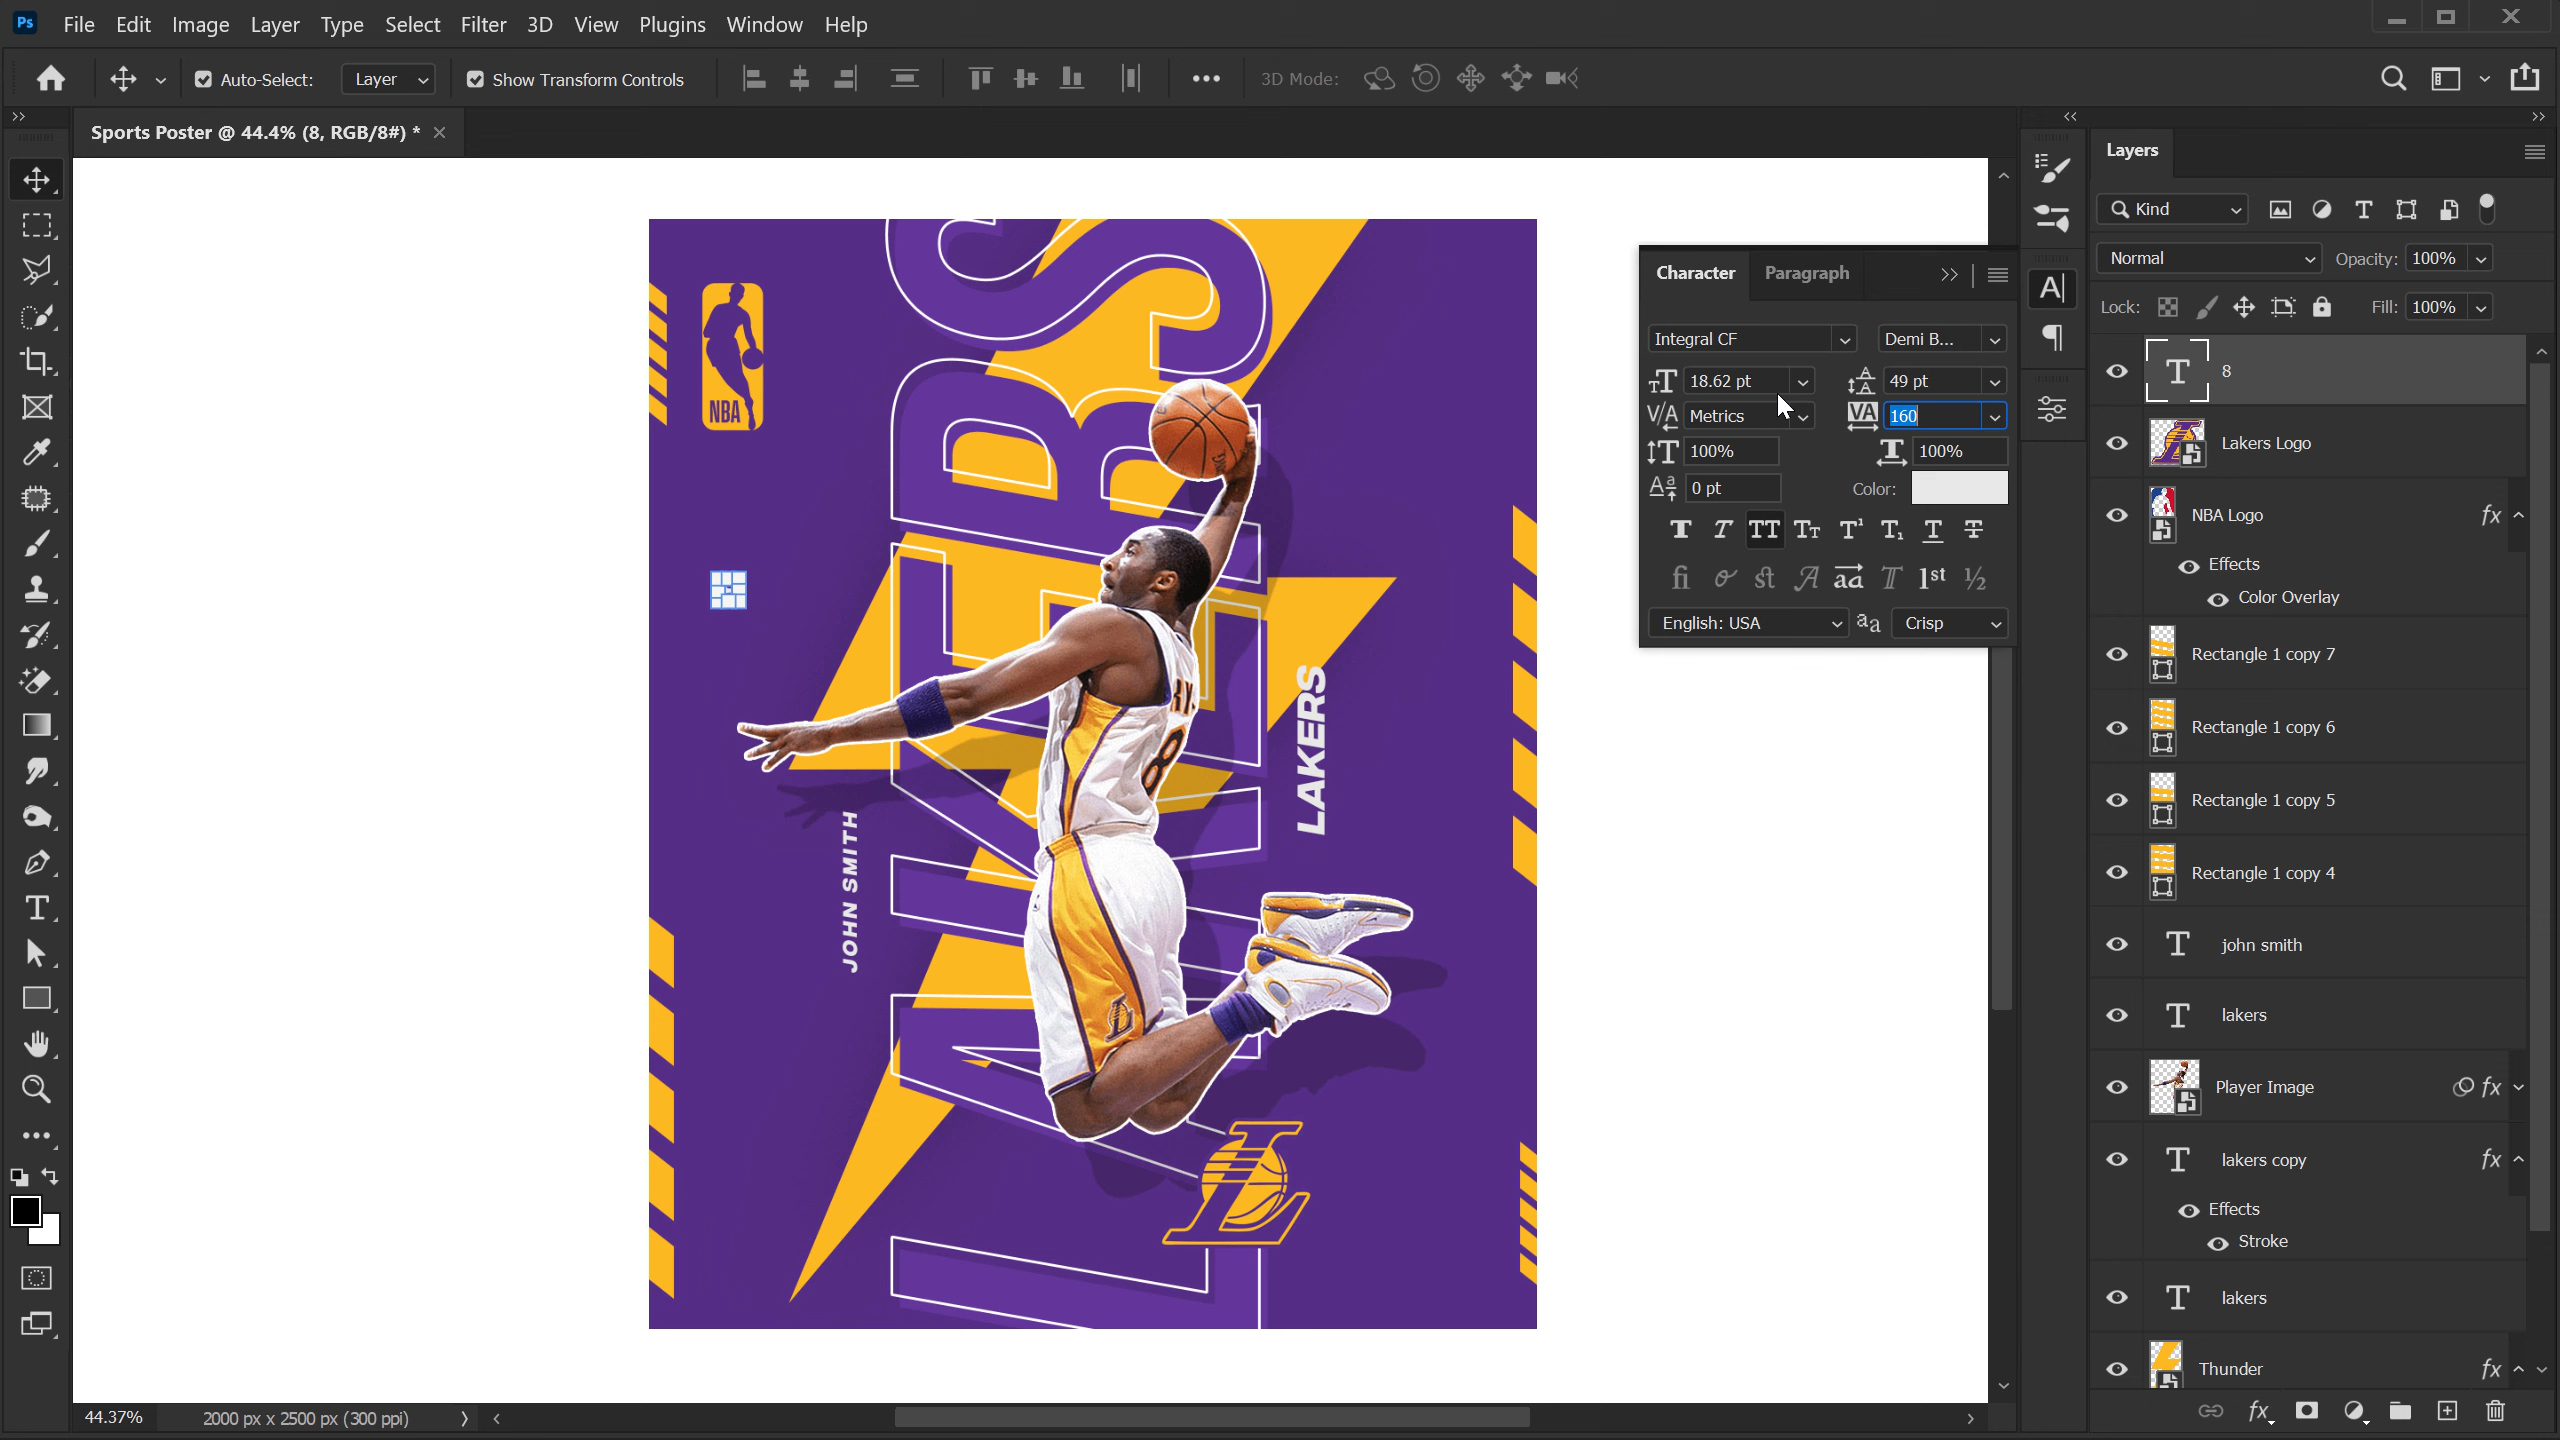 Ps File Edit Image Layer Type Select Filter 3D View Plugins Window Help
Auto-Select: Layer Show Transform Controls 3D Mode:
Sports Poster @ 44.4% (8, RGB/8#) *
LAKERS
NBA
8
JOHN SMITH
LAKERS
Character Paragraph
Integral CF Demi B...
18.62 pt 49 pt
Metrics 160
100% 100%
0 pt Color:
English: USA Crisp
Layers
Kind
Normal Opacity: 100%
Lock: Fill: 100%
8
Lakers Logo
NBA Logo fx
Effects
Color Overlay
Rectangle 1 copy 7
Rectangle 1 copy 6
Rectangle 1 copy 5
Rectangle 1 copy 4
john smith
lakers
Player Image fx
lakers copy fx
Effects
Stroke
lakers
Thunder fx
44.37% 2000 px x 2500 px (300 ppi)